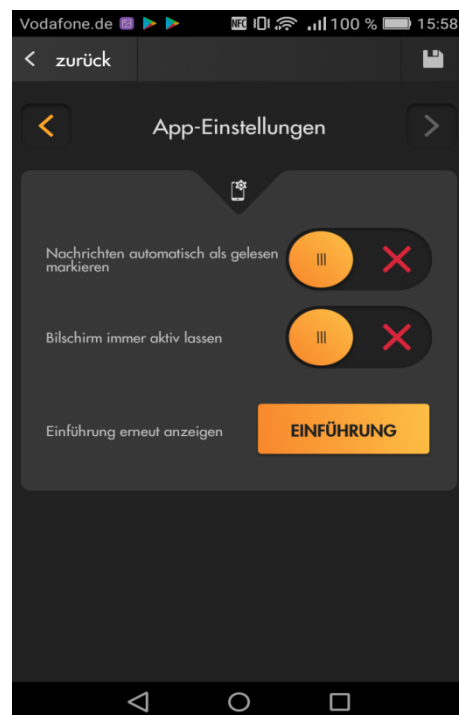 Vodafone.de 100 % 15:58
zurück
App-Einstellungen
Nachrichten automatisch als gelesen
markieren
Bilschirm immer aktiv lassen
Einführung erneut anzeigen
EINFÜHRUNG